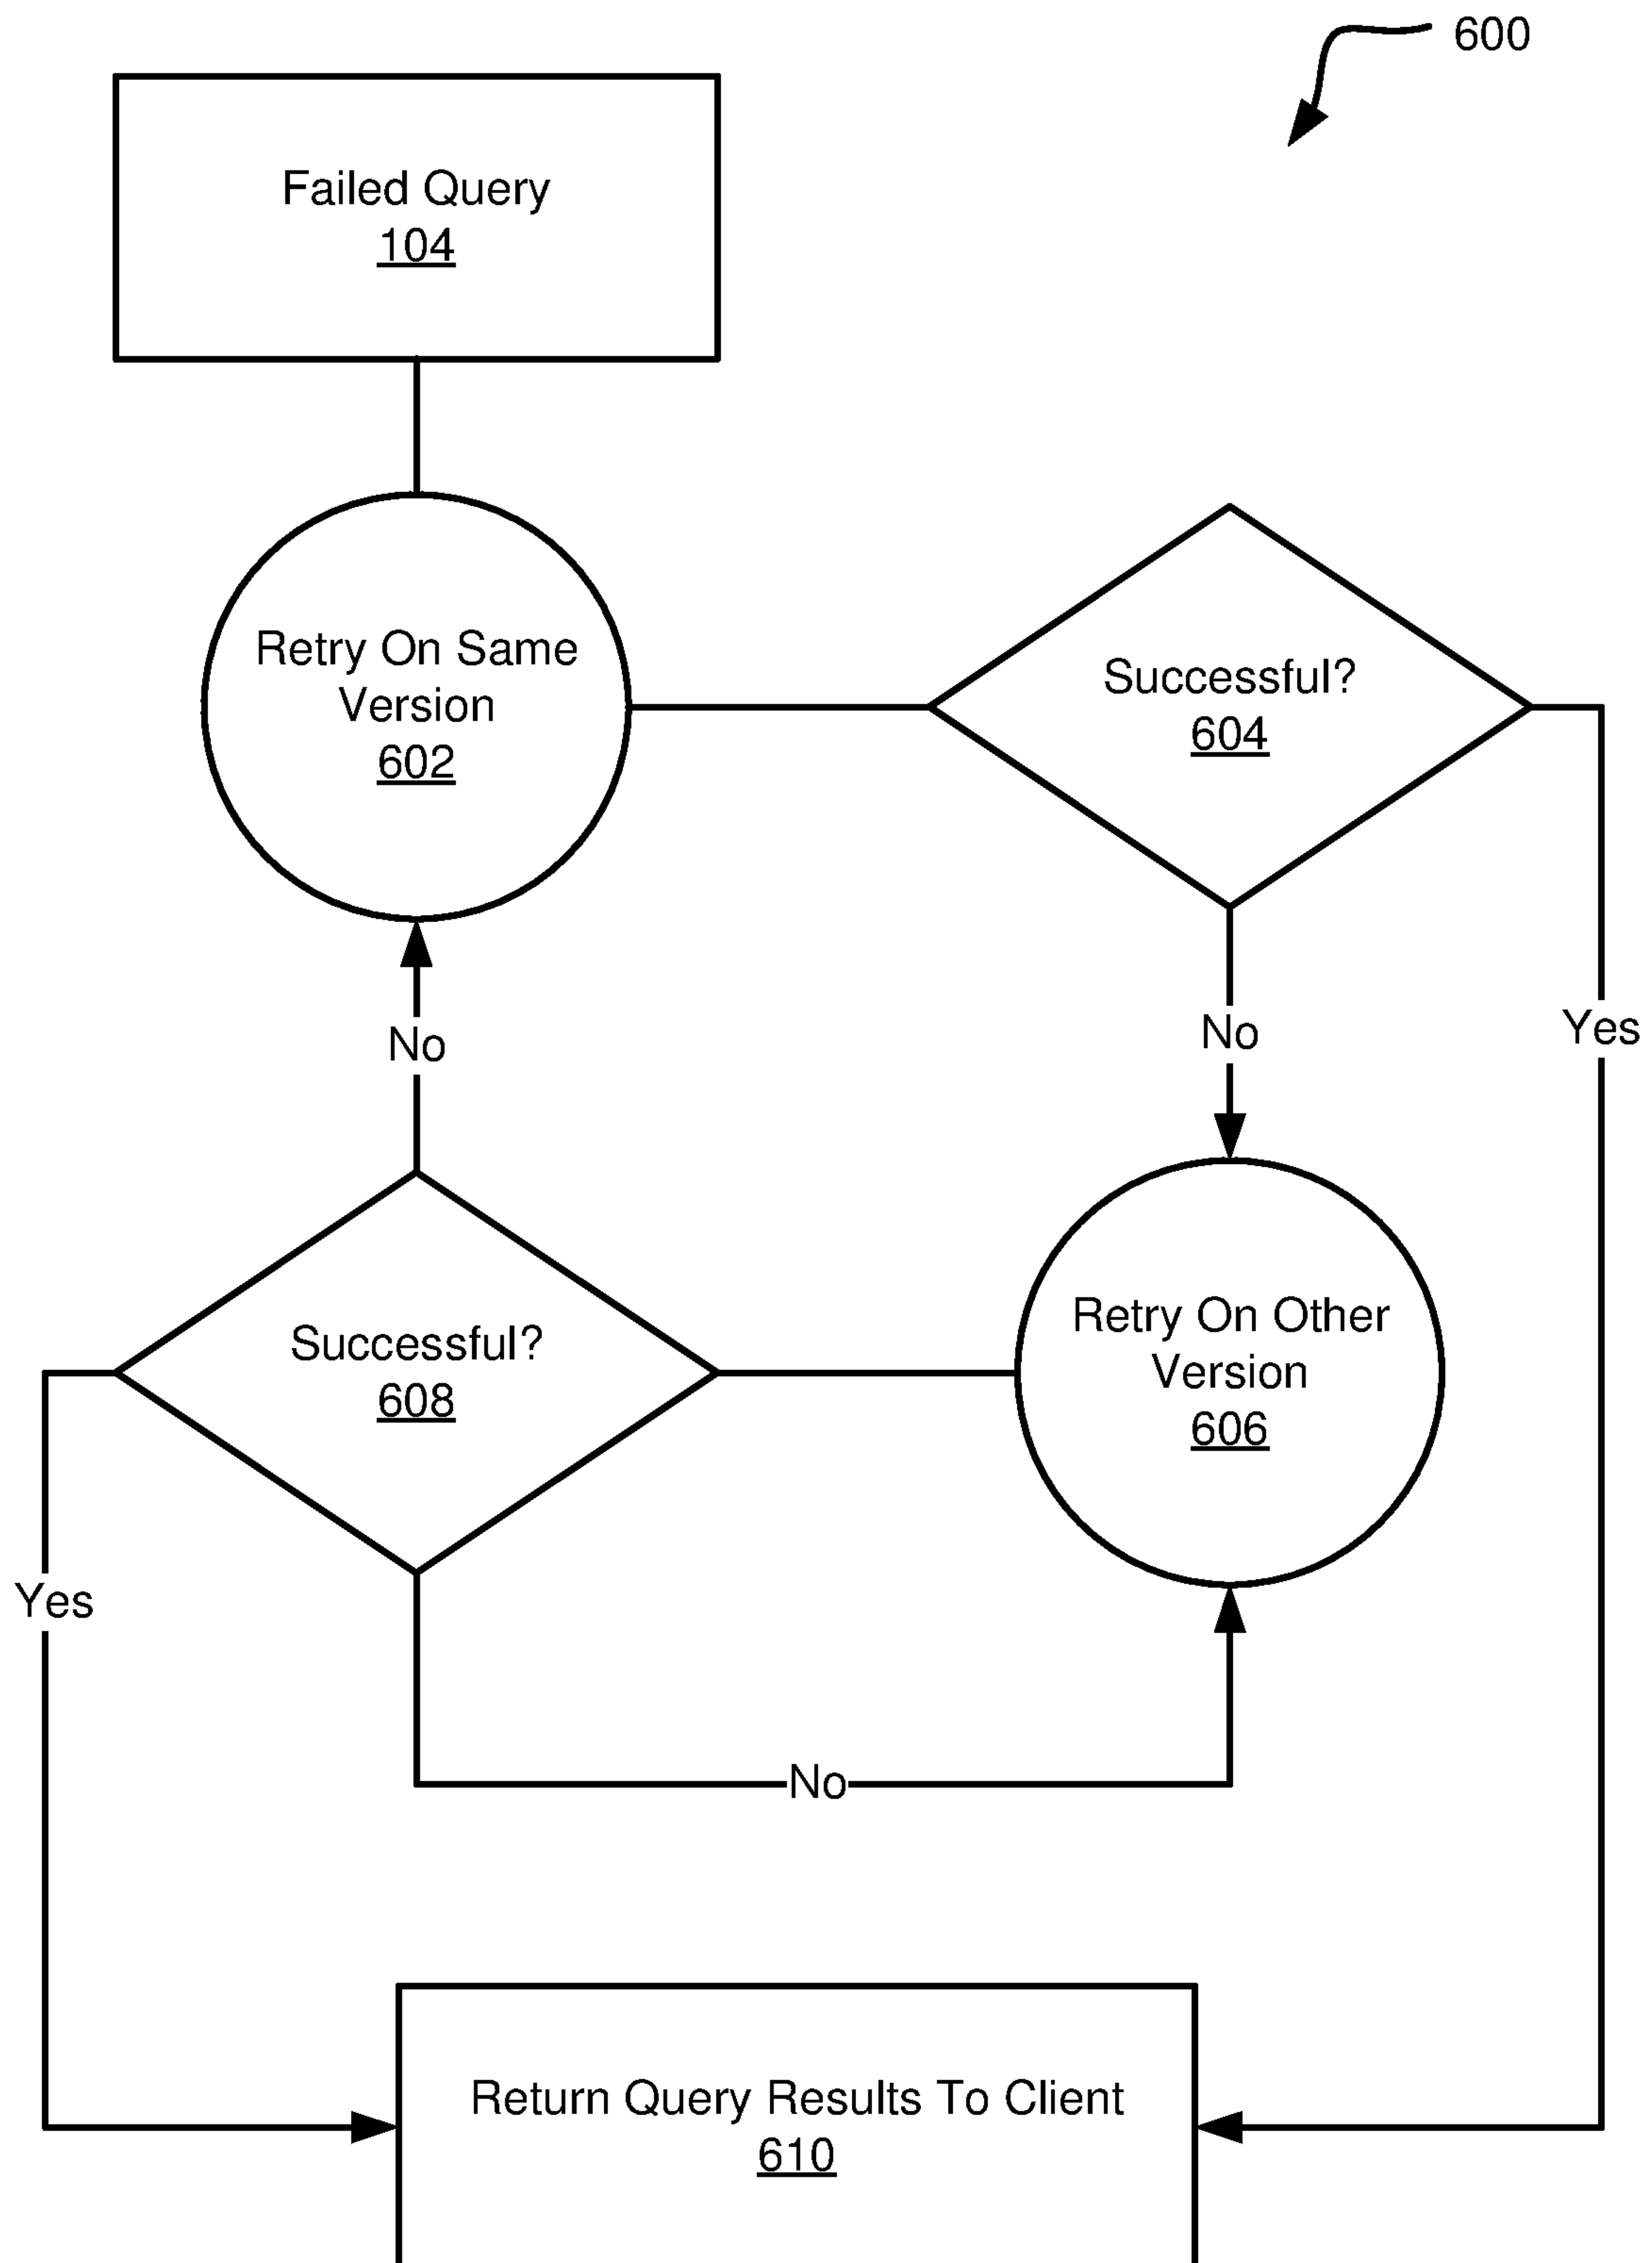 600
Failed Query
104
Retry On Same
Version
602
Successful?
604
No
No
Yes
Successful?
608
Retry On Other
Version
606
Yes
No
Return Query Results To Client
610